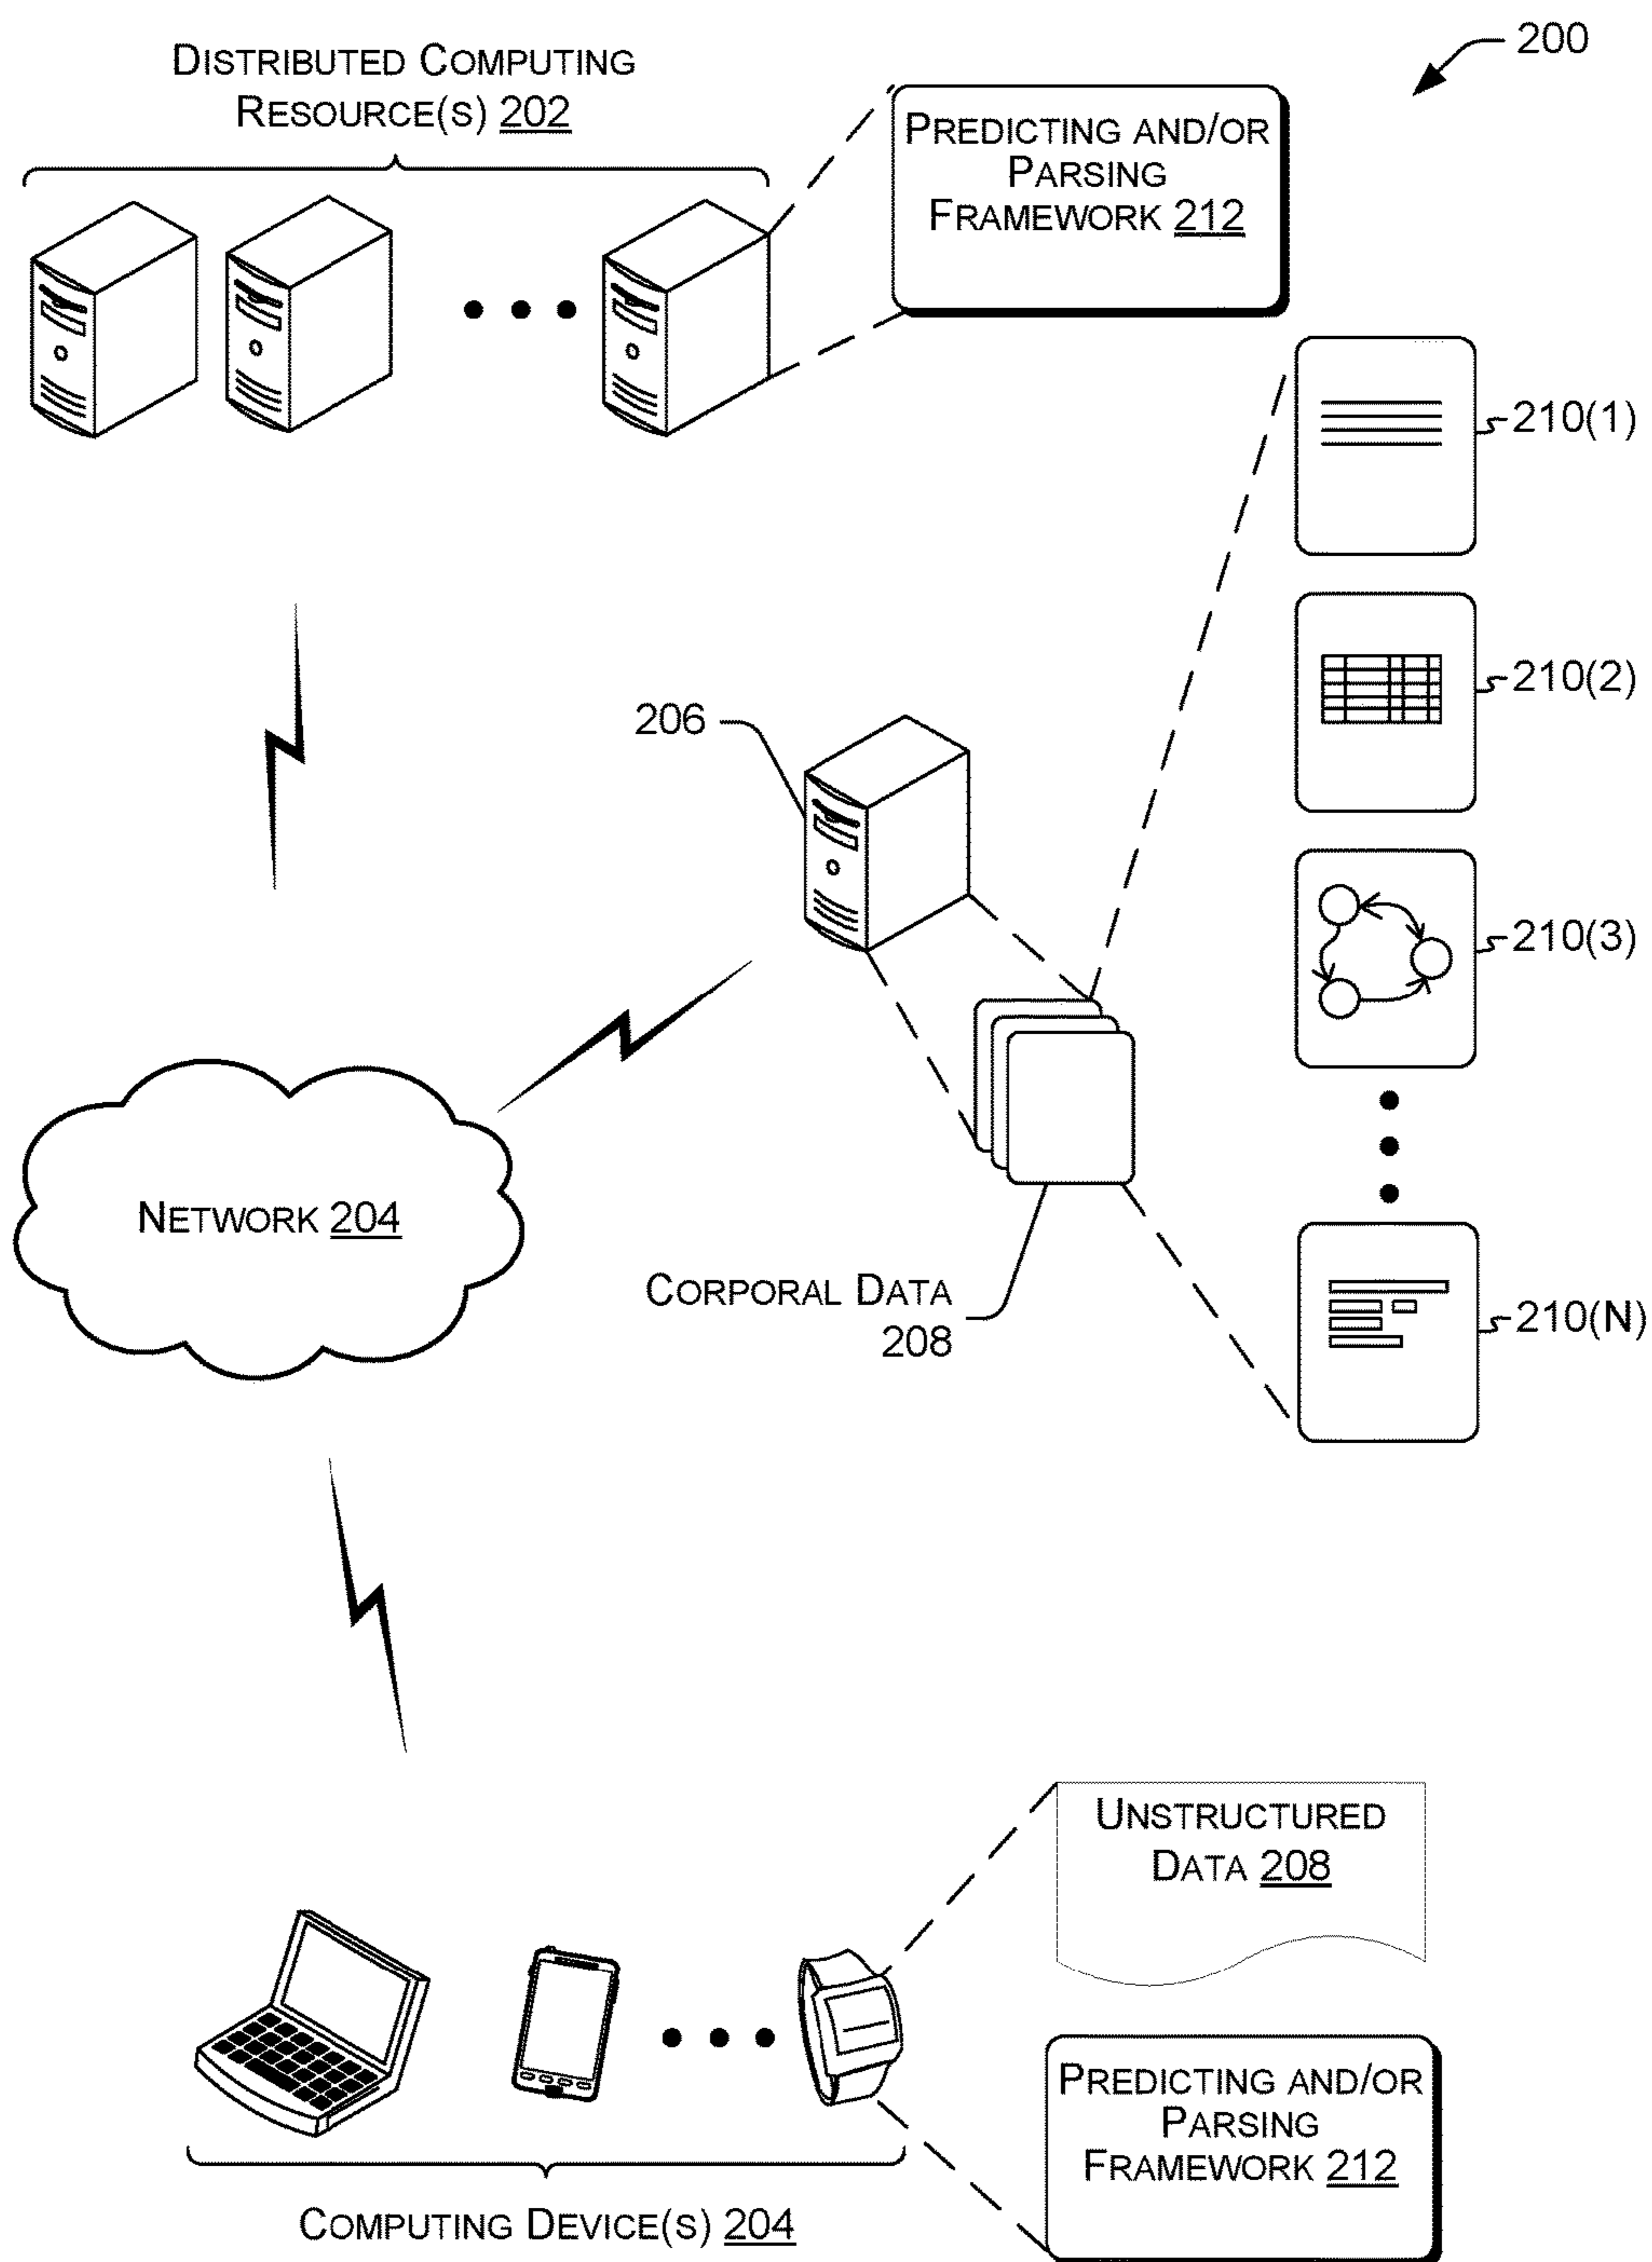 200
DISTRIBUTED COMPUTING
RESOURCE(S) 202
PREDICTING AND/OR
PARSING
FRAMEWORK 212
210(1)
210(2)
206
210(3)
NETWORK 204
CORPORAL DATA
208
210(N)
UNSTRUCTURED
DATA 208
PREDICTING AND/OR
PARSING
FRAMEWORK 212
COMPUTING DEVICE(S) 204